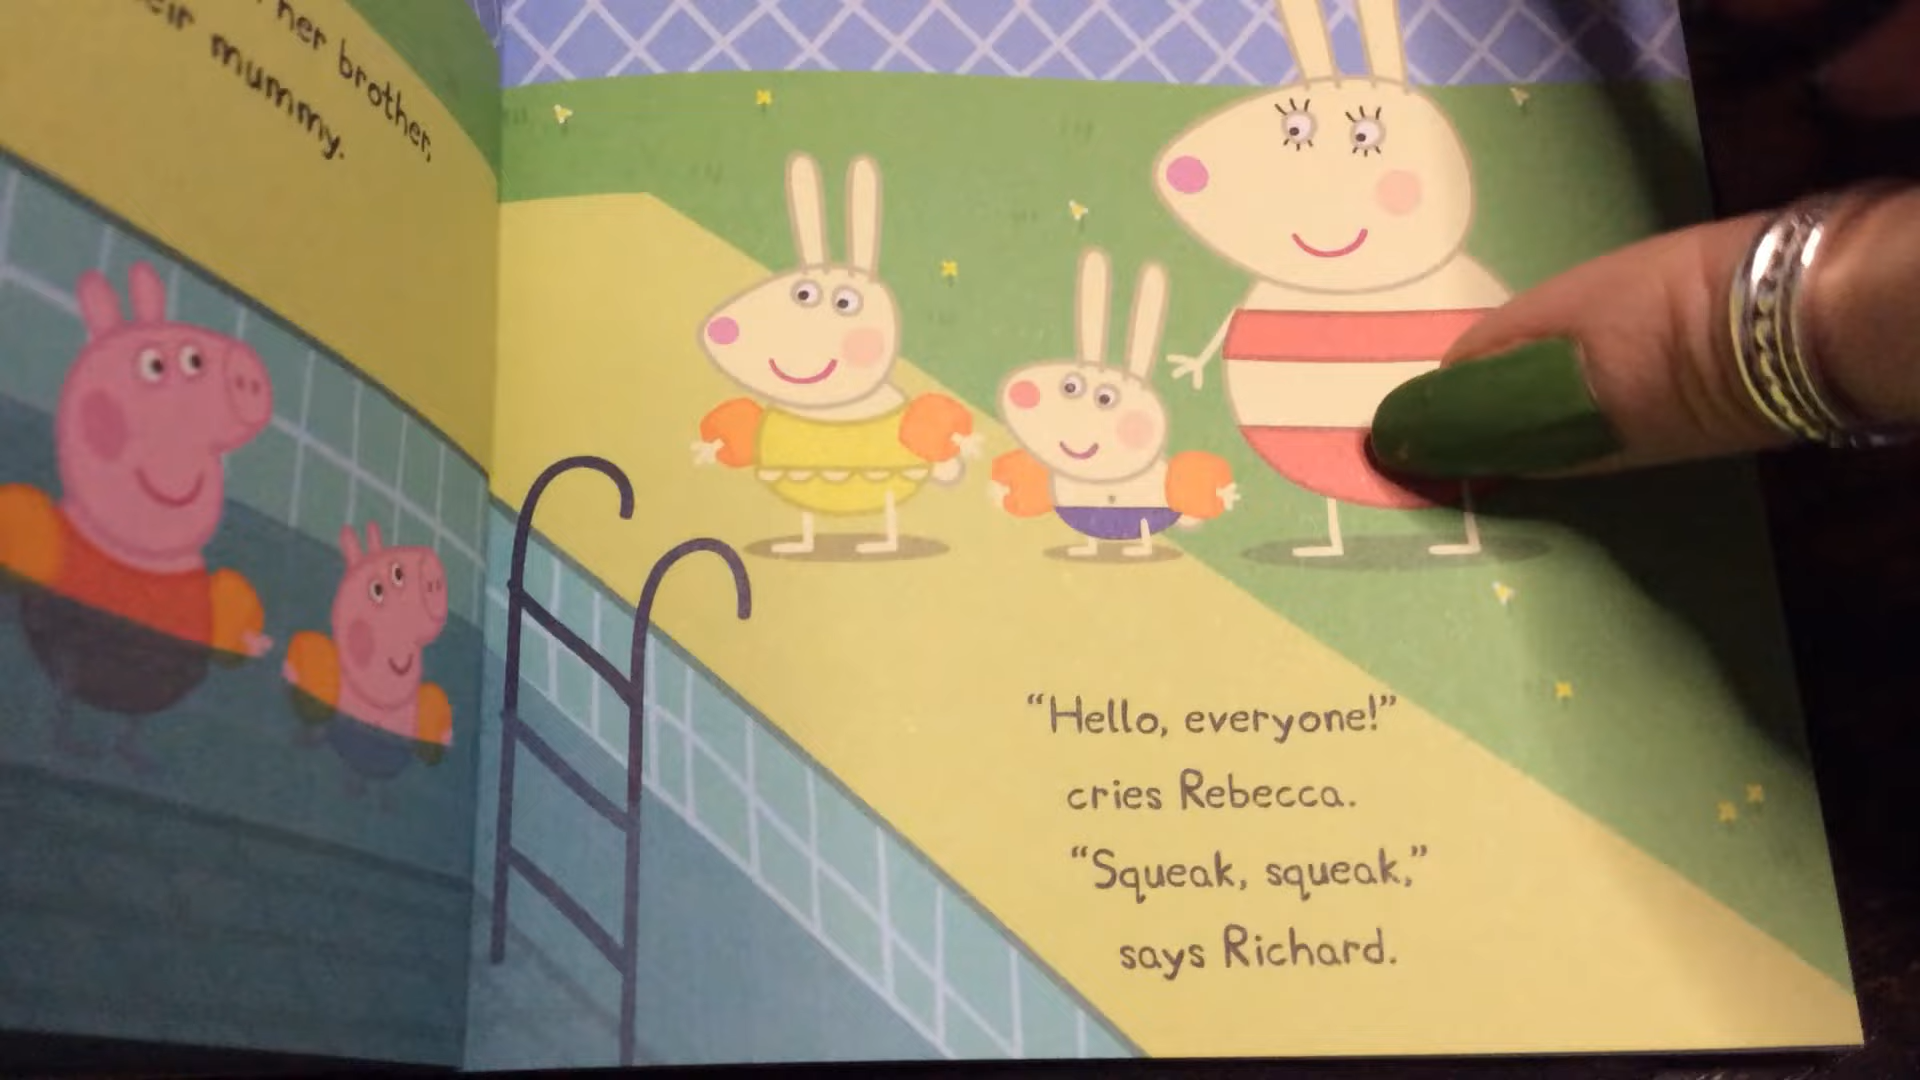 her brother,
mummy.
“Hello, everyone!”
cries Rebecca.
“Squeak, squeak,”
says Richard.